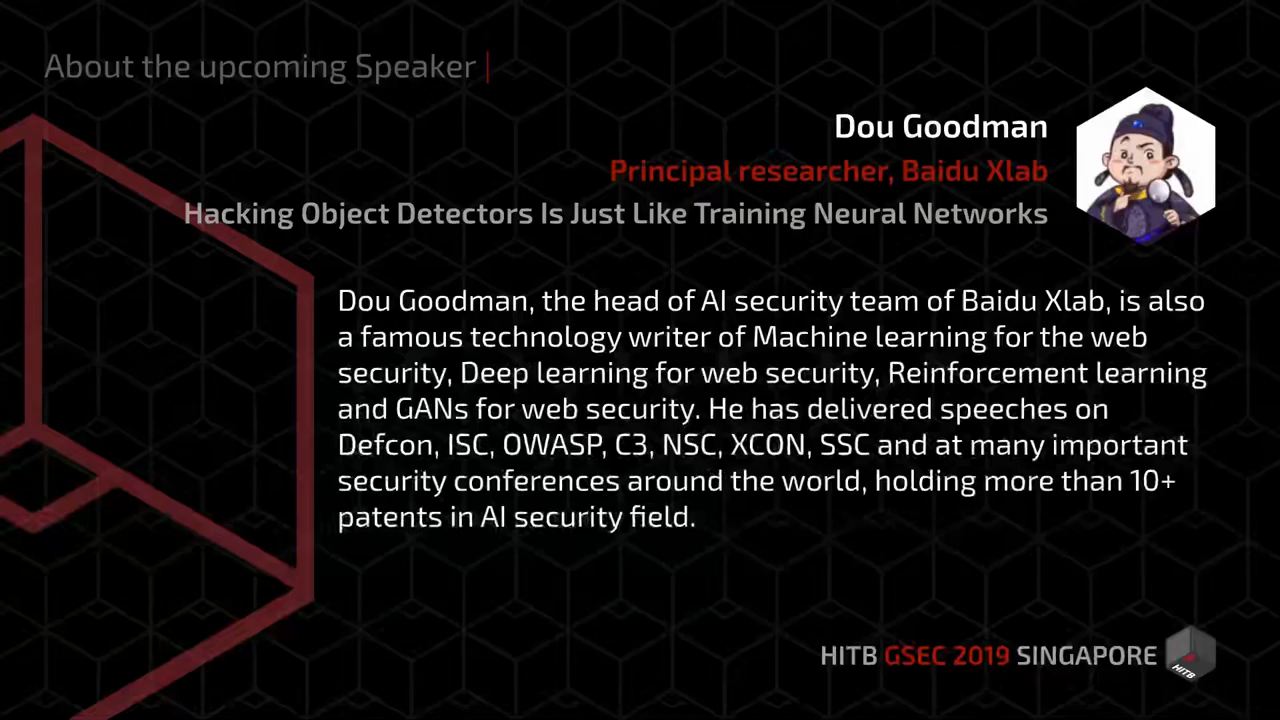 About the upcoming Speaker |
Dou Goodman
Principal researcher, Baidu Xlab
Hacking Object Detectors Is Just Like Training Neural Networks
Dou Goodman, the head of AI security team of Baidu Xlab, is also
a famous technology writer of Machine learning for the web
security, Deep learning for web security, Reinforcement learning
and GANs for web security. He has delivered speeches on
Defcon, ISC, OWASP, C3, NSC, XCON, SSC and at many important
security conferences around the world, holding more than 10+
patents in AI security field.
HITB GSEC 2019 SINGAPORE
HITB